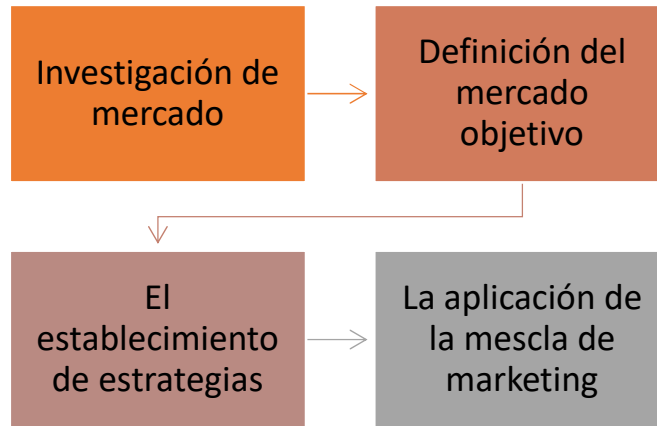 Investigación de
mercado
Definición del
mercado
objetivo
El
establecimiento
de estrategias
La aplicación de
la mescla de
marketing